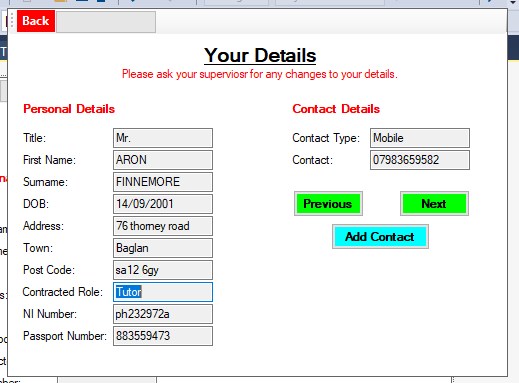 Back
Your Details
Please ask your superviosr for any changes to your details.
Personal Details
Title: Mr.
First Name: ARON
Surname: FINNEMORE
DOB: 14/09/2001
Address: 76 thorney road
Town: Baglan
Post Code: sa12 6gy
Contracted Role: Tutor
NI Number: ph232972a
Passport Number: 883559473
Contact Details
Contact Type: Mobile
Contact: 07983659582
Previous Next
Add Contact